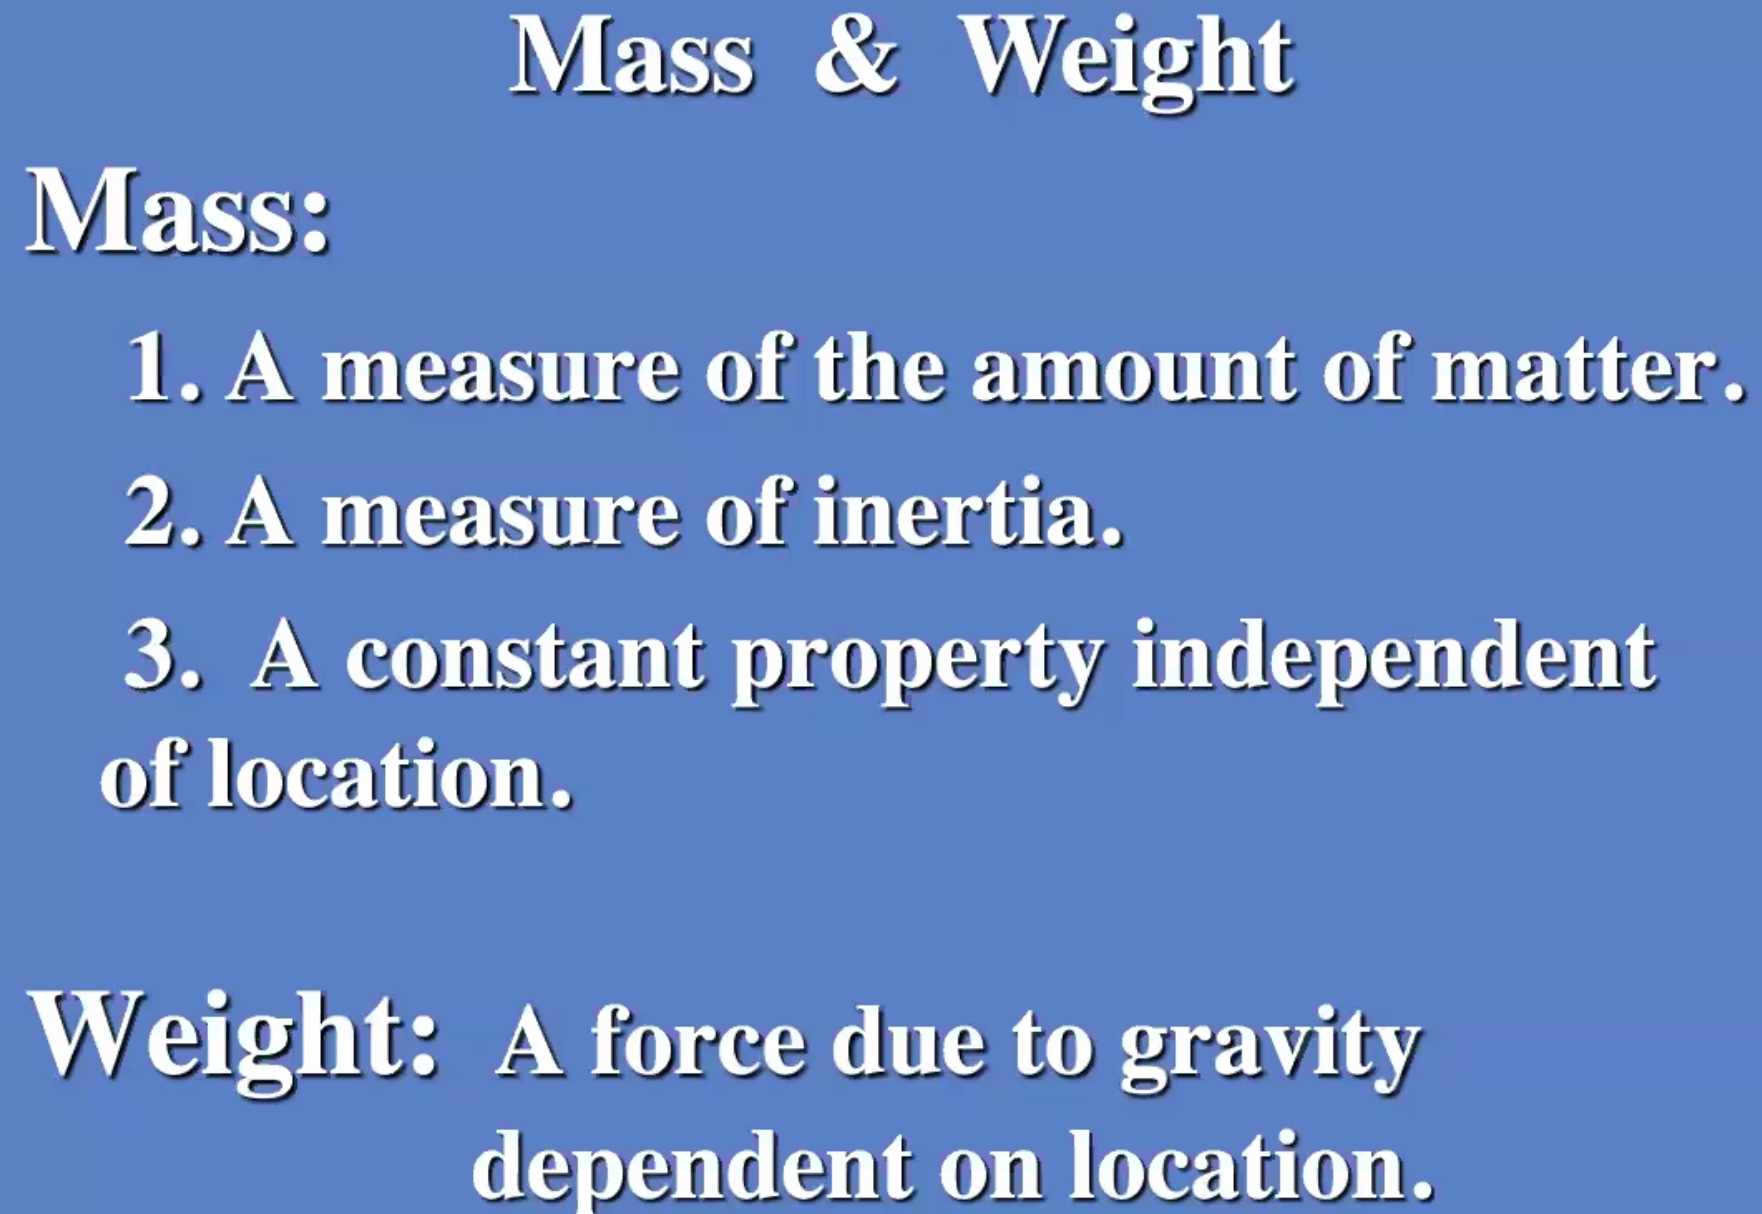 Mass & Weight
Mass:
1. A measure of the amount of matter.
2. A measure of inertia.
3. A constant property independent
of location.
Weight: A force due to gravity
dependent on location.